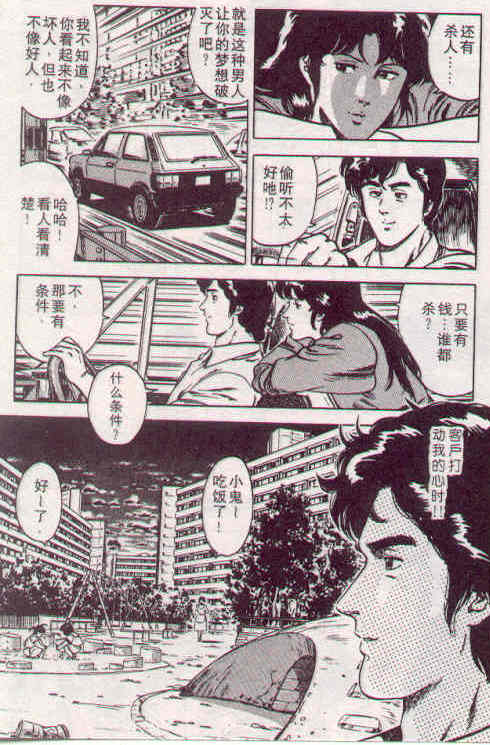 还有
杀人……
就是这种男人
让你的梦想破
灭了吧？
我不知道，
你看起来不像
坏人，但也
不像好人。
偷听不太
好吔！？
哈哈！
看人看清
楚！
只要有
钱…谁都
杀？
不，
那要有
条件。
什么条件？
客戶打
动我的心时！！
小鬼～
吃饭了！
好～了